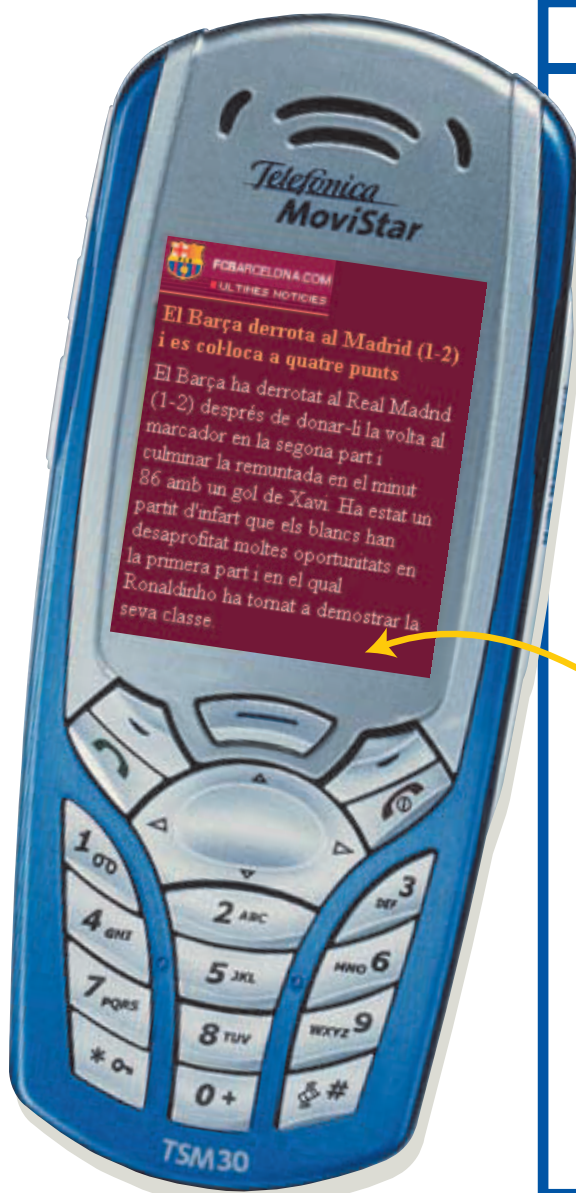 Telefónica
MoviStar
FCBARCELONA.COM
ULTIMES NOTICIES
El Barça derrota al Madrid (1-2)
i es col·loca a quatre punts
El Barça ha derrotat al Real Madrid
(1-2) després de donar-li la volta al
marcador en la segona part i
culminar la remuntada en el minut
86 amb un gol de Xavi. Ha estat un
partit d'infart que els blancs han
desaprofitat moltes oportunitats en
la primera part i en el qual
Ronaldinho ha tornat a demostrar la
seva classe.
1
2 ABC
DEF 3
4 GHI
5 JKL
MNO 6
7 PQRS
8 TUV
WXYZ 9
*
0 +
#
TSM30